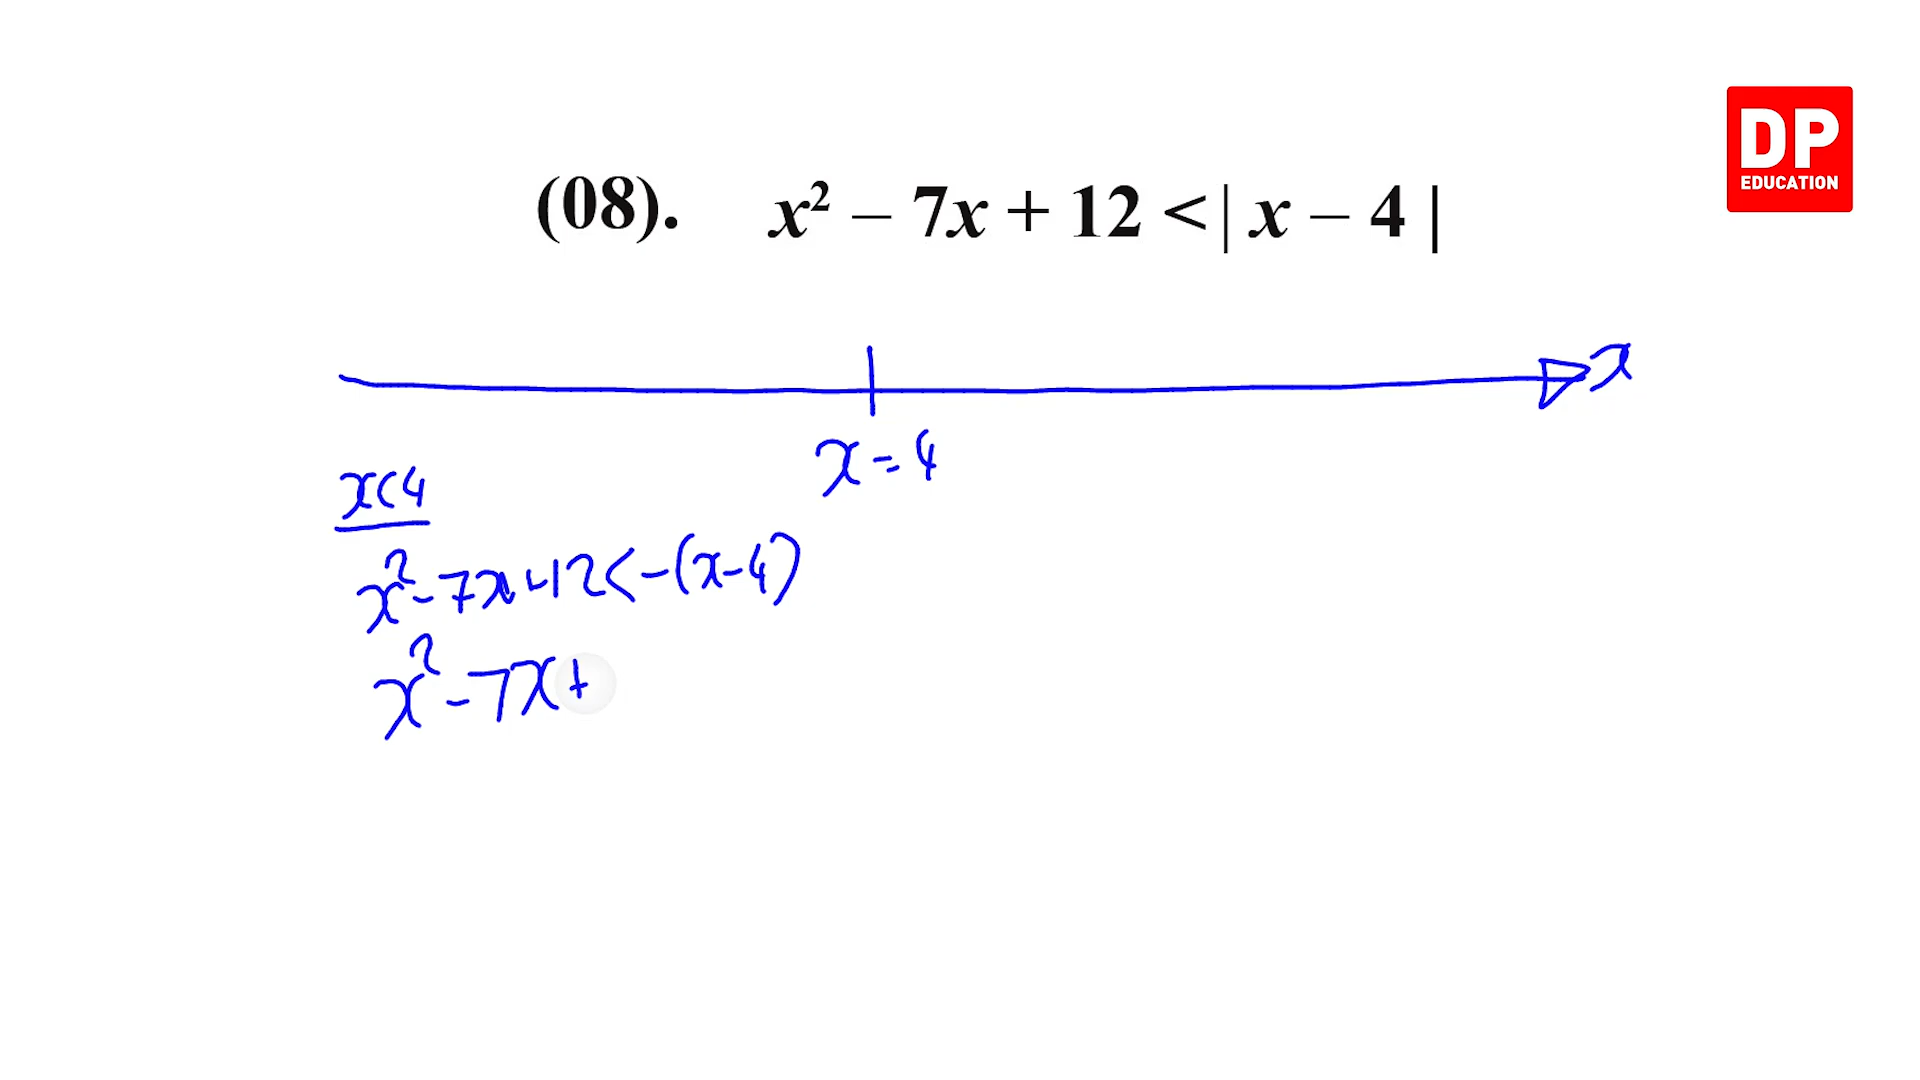 DP
EDUCATION
(08). x² – 7x + 12 < | x – 4 |
x
x = 4
x<4
x² - 7x + 12 < -(x-4)
x² - 7x +